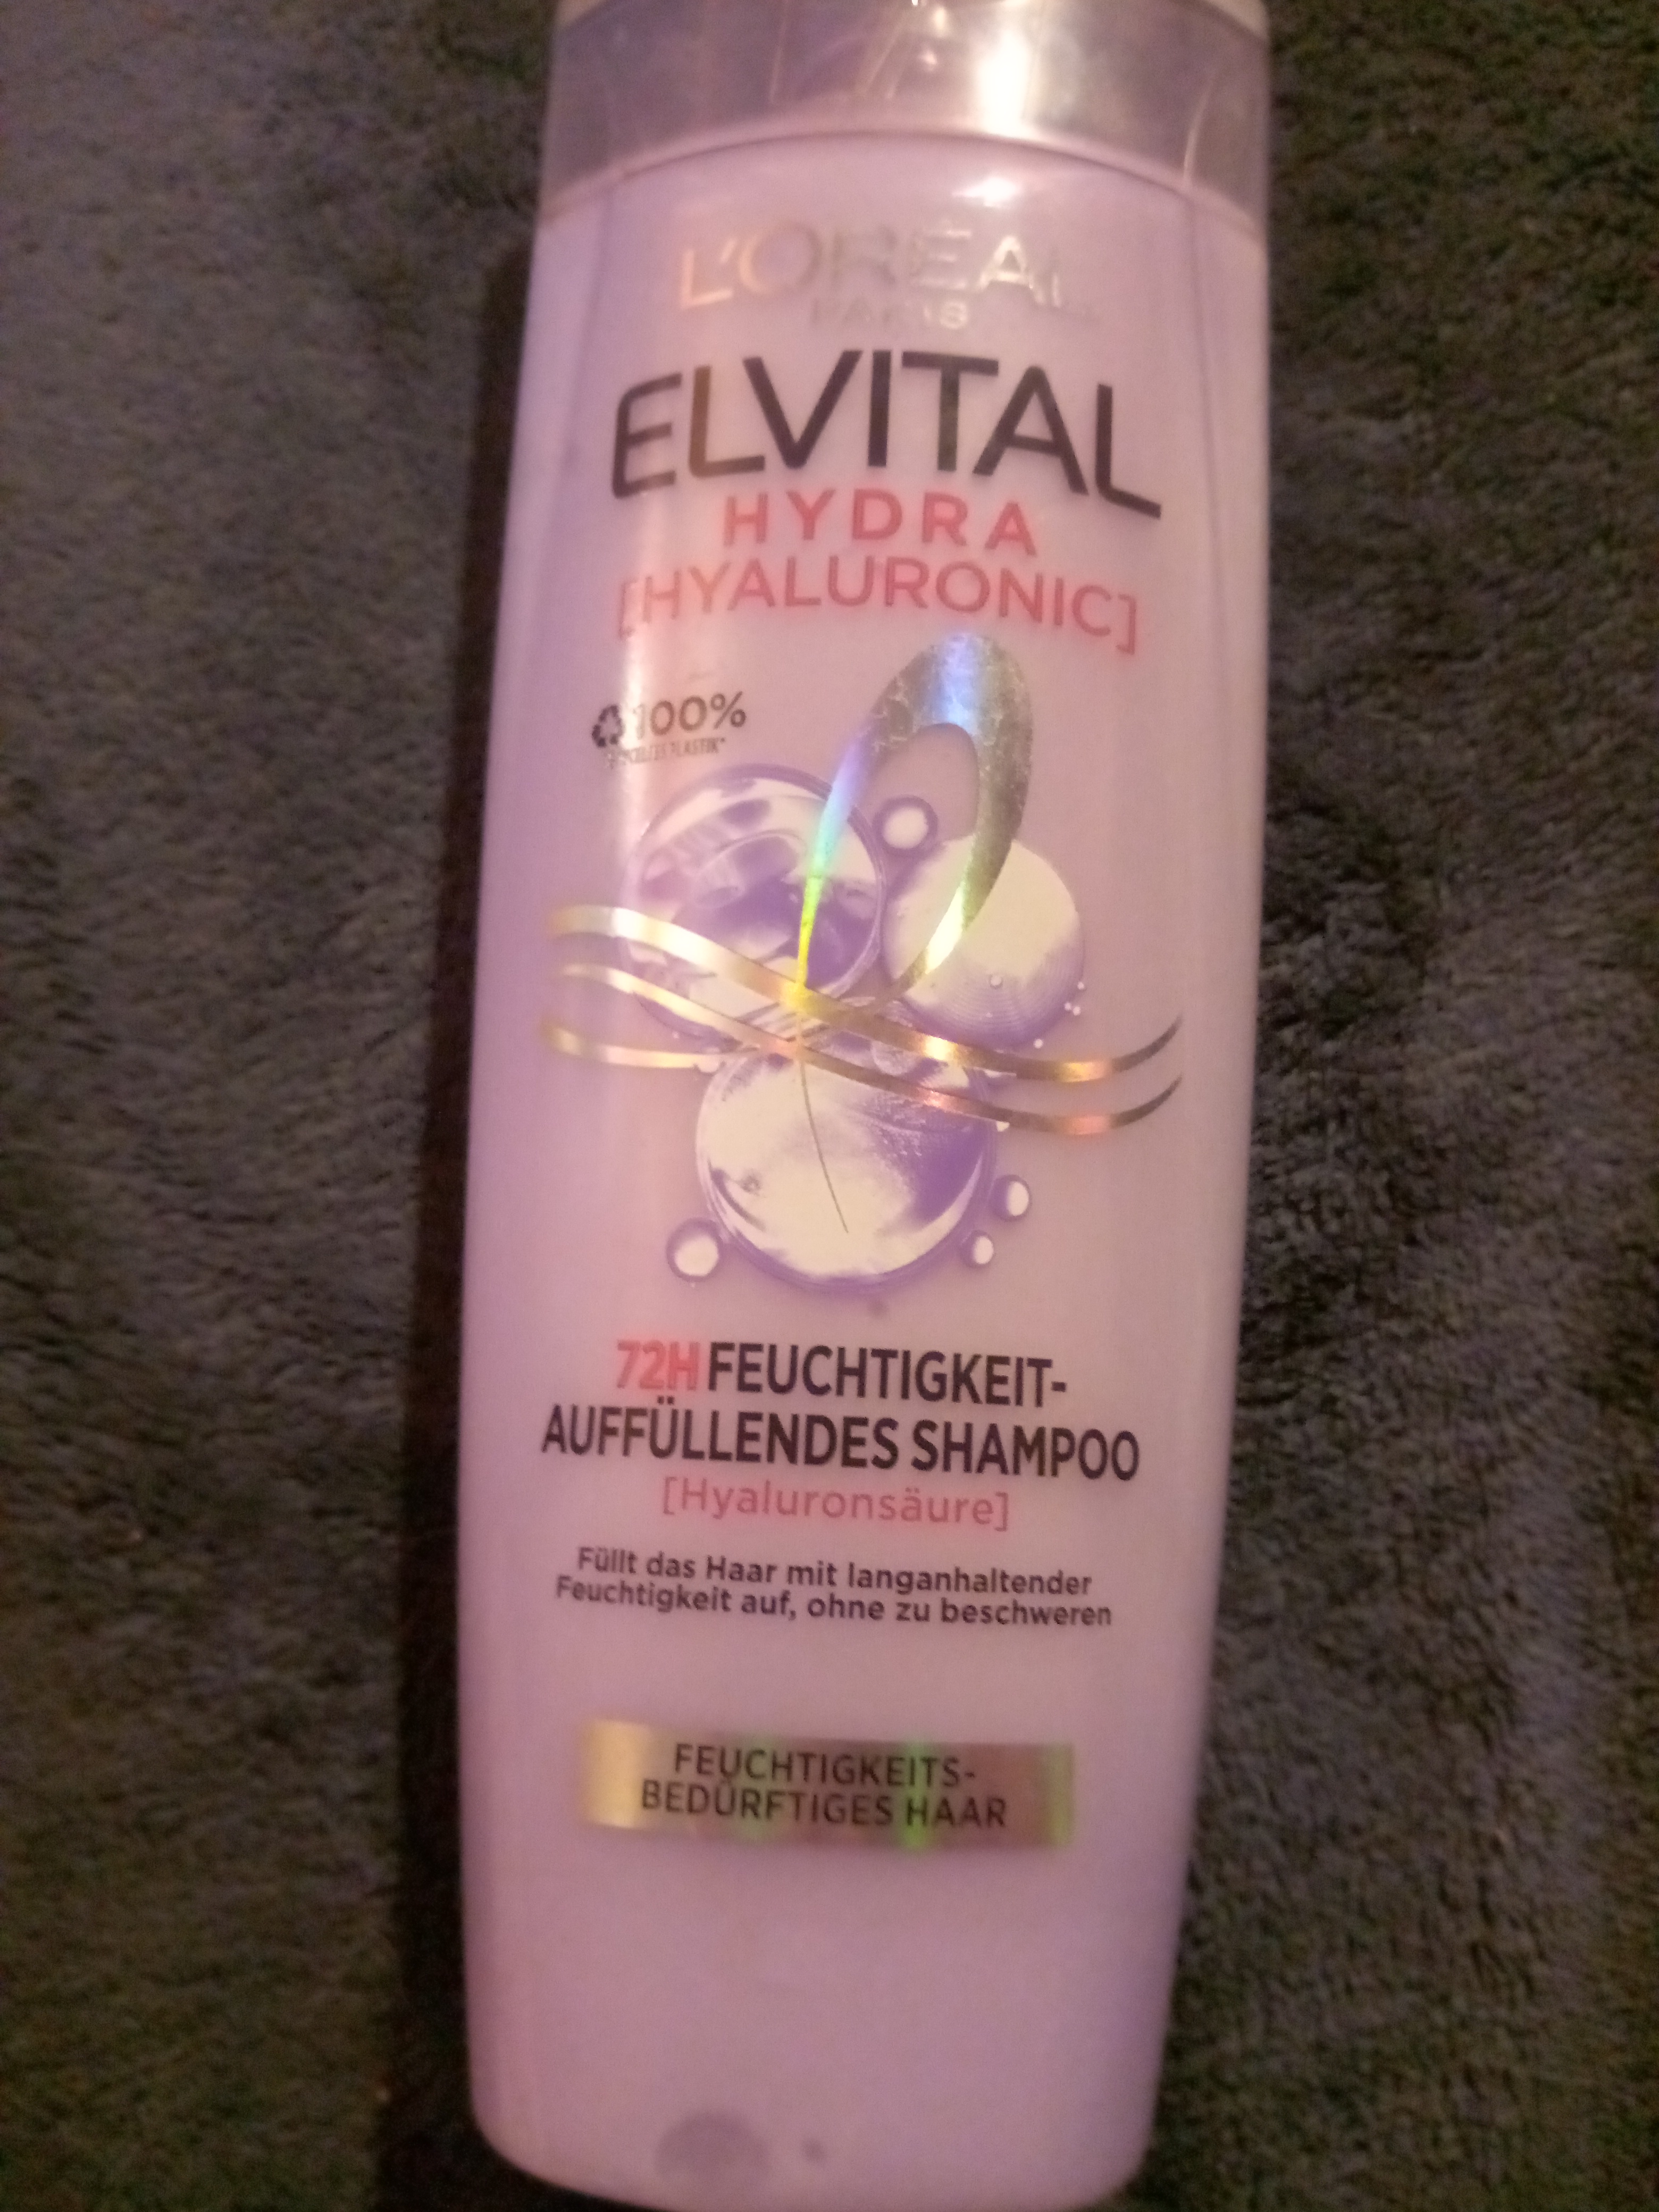 L'ORÉAL
PARIS
ELVITAL
HYDRA
[HYALURONIC]
100%
PLASTIK*
72H FEUCHTIGKEIT-
AUFFÜLLENDES SHAMPOO
[Hyaluronsäure]
Füllt das Haar mit langanhaltender
Feuchtigkeit auf, ohne zu beschweren
FEUCHTIGKEITS-
BEDÜRFTIGES HAAR